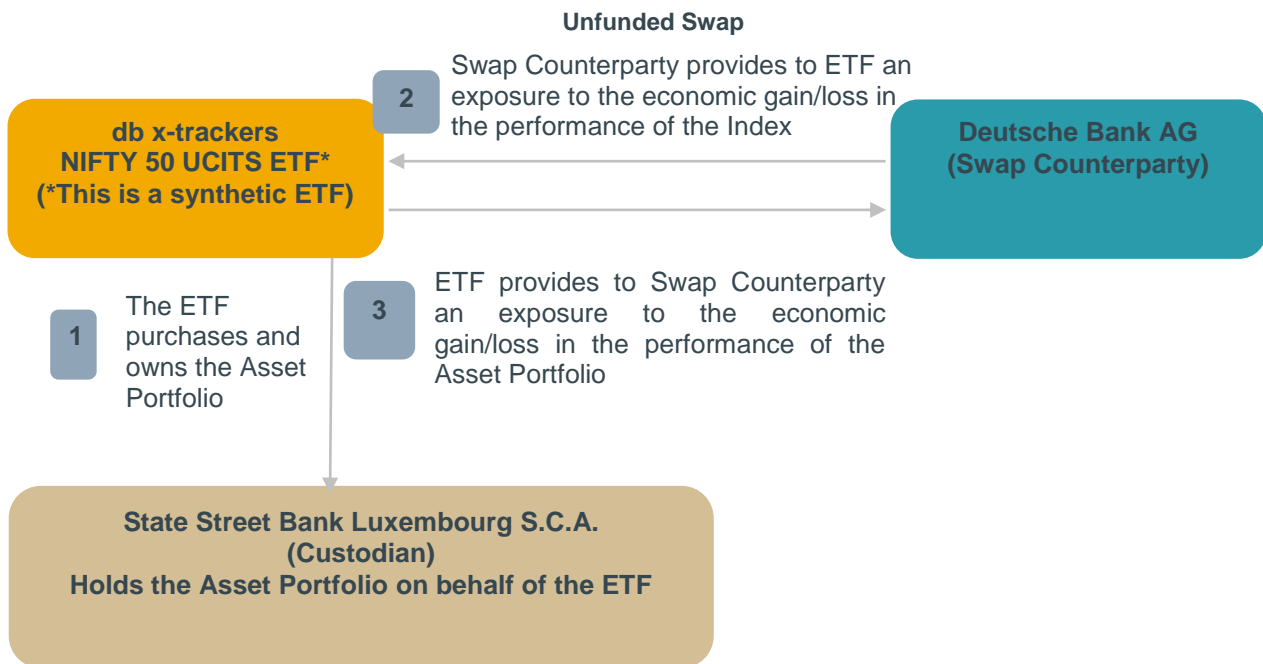 Unfunded Swap
2
Swap Counterparty provides to ETF an
exposure to the economic gain/loss in
the performance of the Index
db x-trackers
NIFTY 50 UCITS ETF*
(*This is a synthetic ETF)
Deutsche Bank AG
(Swap Counterparty)
1
The ETF
purchases and
owns the Asset
Portfolio
3
ETF provides to Swap Counterparty
an exposure to the economic
gain/loss in the performance of the
Asset Portfolio
State Street Bank Luxembourg S.C.A.
(Custodian)
Holds the Asset Portfolio on behalf of the ETF